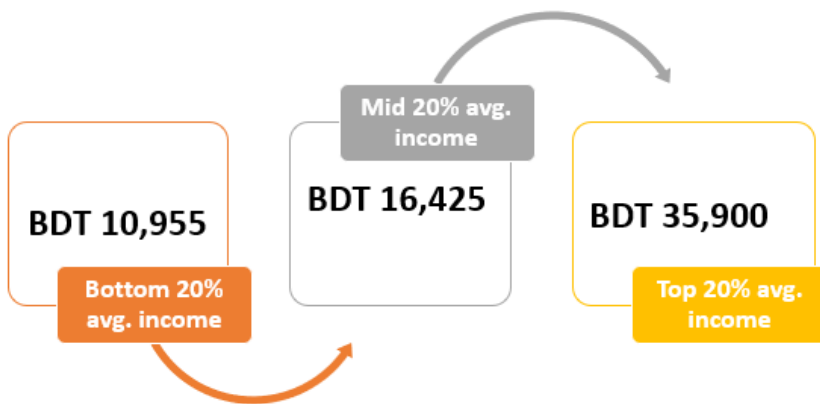 BDT 10,955
Bottom 20%
avg. income
Mid 20% avg.
income
BDT 16,425
BDT 35,900
Top 20% avg.
income